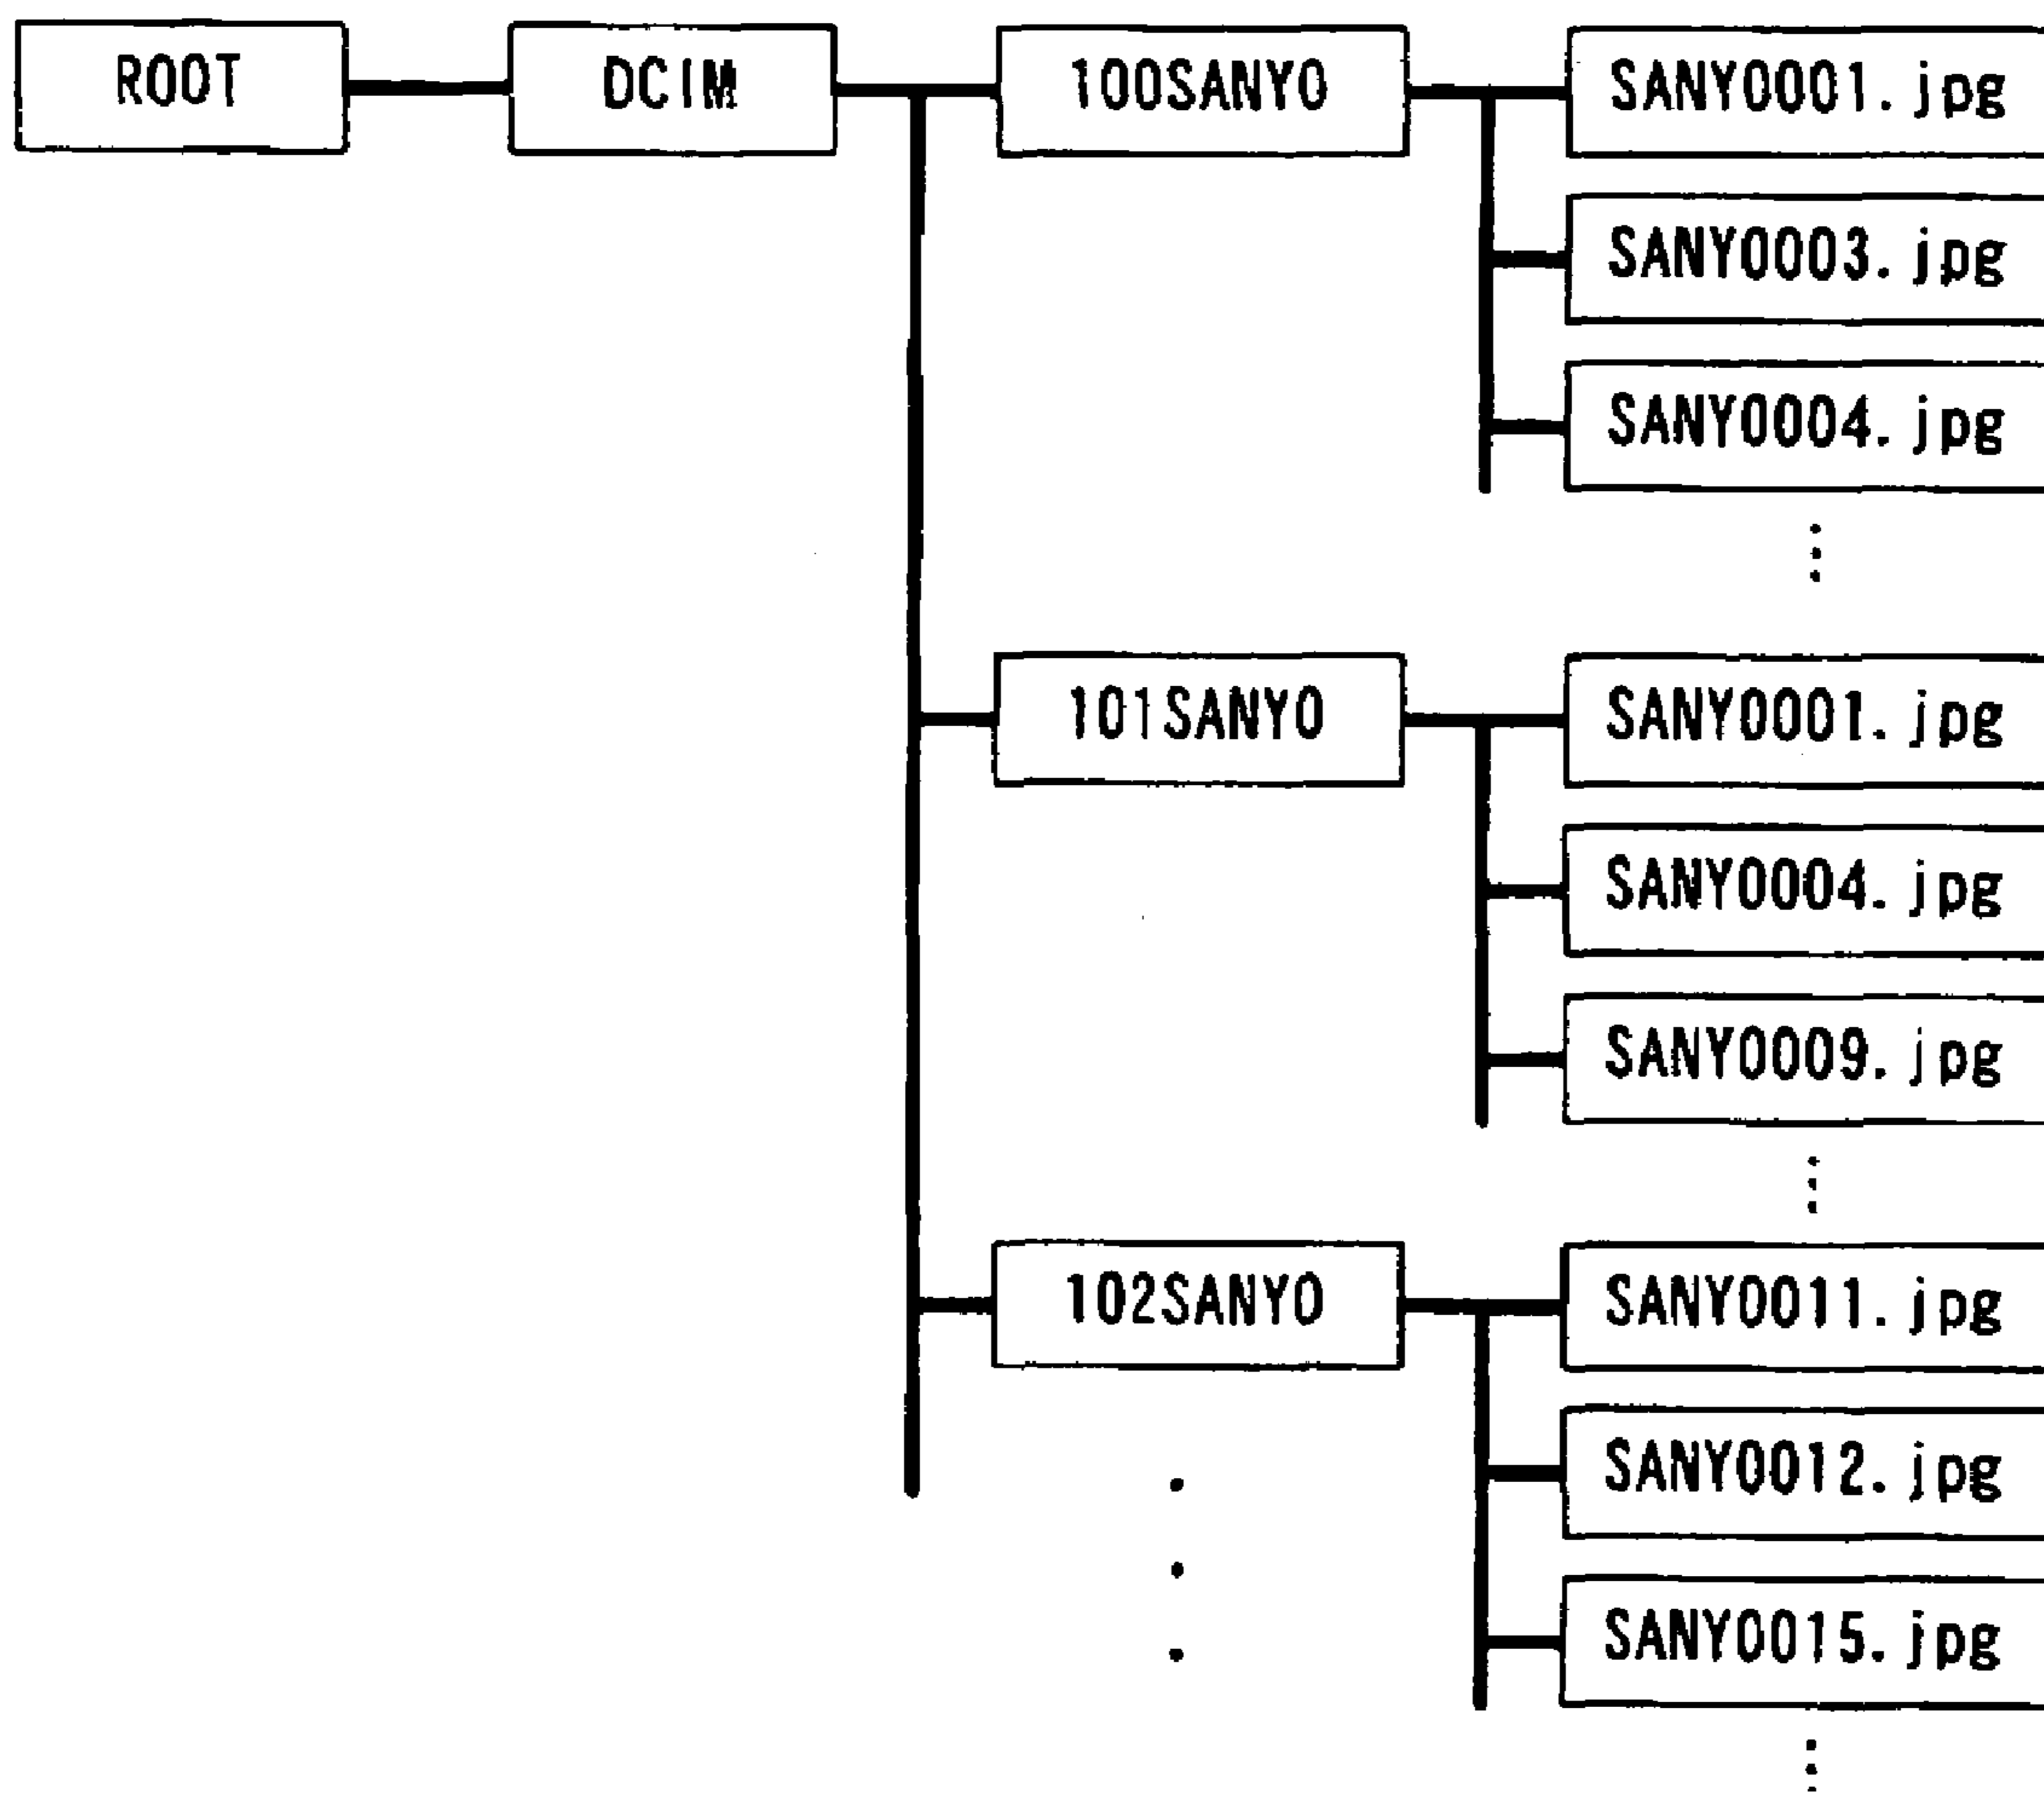 ROOT DCIM 100SANYO SANY0001.jpg
SANY0003.jpg
SANY0004.jpg
101SANYO SANY0001.jpg
SANY0004.jpg
SANY0009.jpg
102SANYO SANY0011.jpg
SANY0012.jpg
SANY0015.jpg